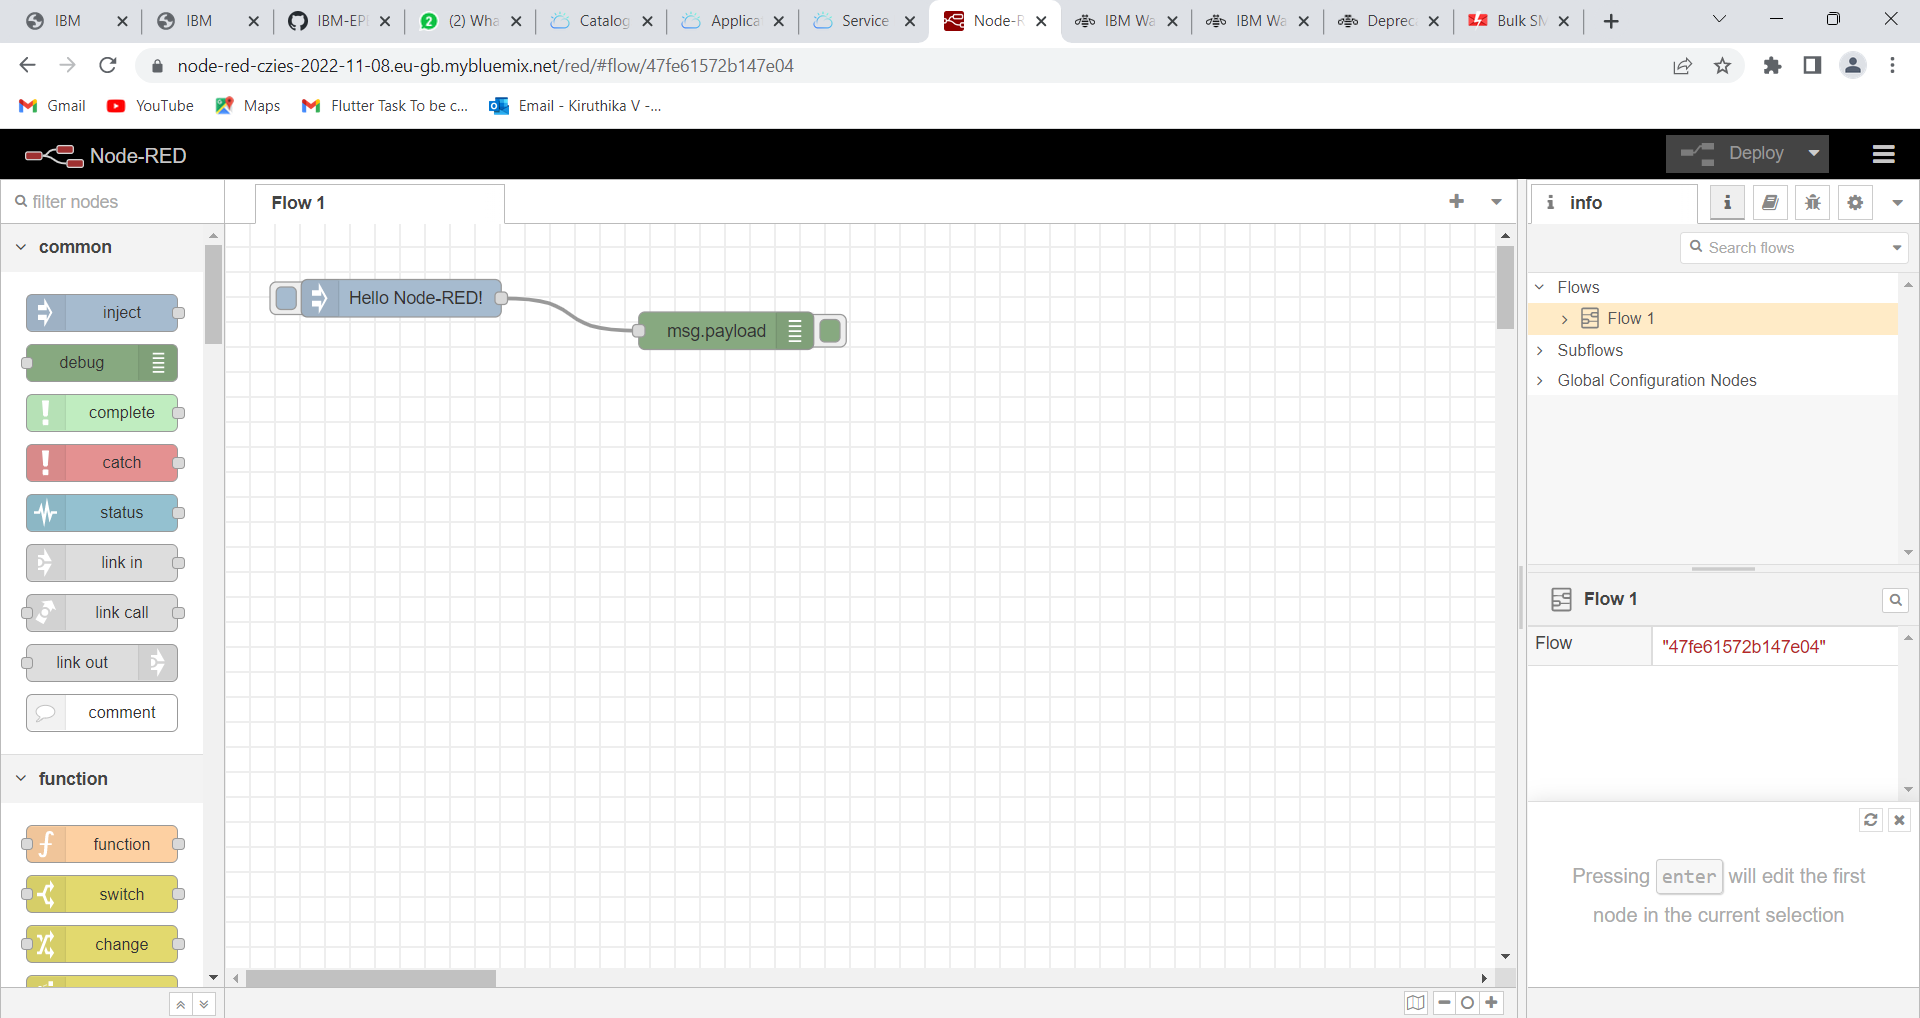 IBM
IBM
IBM-EPI
(2) Wha
Catalog
Applica
Service
Node-R
IBM Wa
IBM Wa
Depreca
Bulk SM
node-red-czies-2022-11-08.eu-gb.mybluemix.net/red/#flow/47fe61572b147e04
Gmail
YouTube
Maps
Flutter Task To be c...
Email - Kiruthika V -...
Node-RED
Deploy
filter nodes
Flow 1
info
Search flows
common
inject
debug
complete
catch
status
link in
link call
link out
comment
function
function
switch
change
Hello Node-RED!
msg.payload
Flows
Flow 1
Subflows
Global Configuration Nodes
Flow 1
Flow
"47fe61572b147e04"
Pressing enter will edit the first
node in the current selection